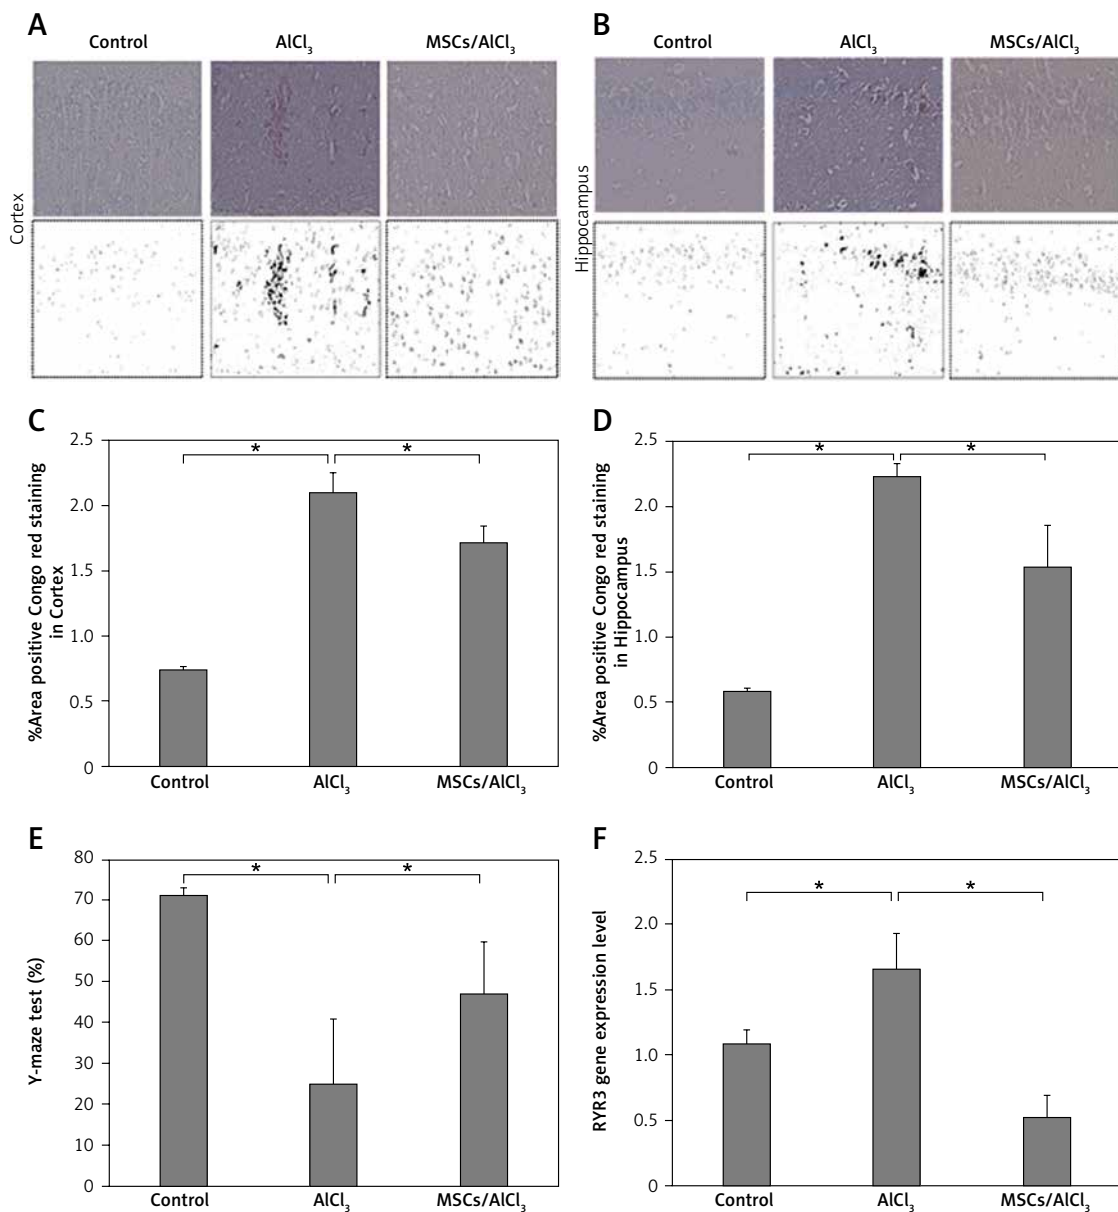 A
Control
AlCl₃
MSCs/AlCl₃
Cortex
B
Control
AlCl₃
MSCs/AlCl₃
Hippocampus
C
%Area positive Congo red staining
in Cortex
2.5
2.0
1.5
1.0
0.5
0
*
*
Control
AlCl₃
MSCs/AlCl₃
D
%Area positive Congo red staining
in Hippocampus
2.5
2.0
1.5
1.0
0.5
0
*
*
Control
AlCl₃
MSCs/AlCl₃
E
Y-maze test (%)
80
70
60
50
40
30
20
10
0
*
*
Control
AlCl₃
MSCs/AlCl₃
F
RYR3 gene expression level
2.5
2.0
1.5
1.0
0.5
0
*
*
Control
AlCl₃
MSCs/AlCl₃